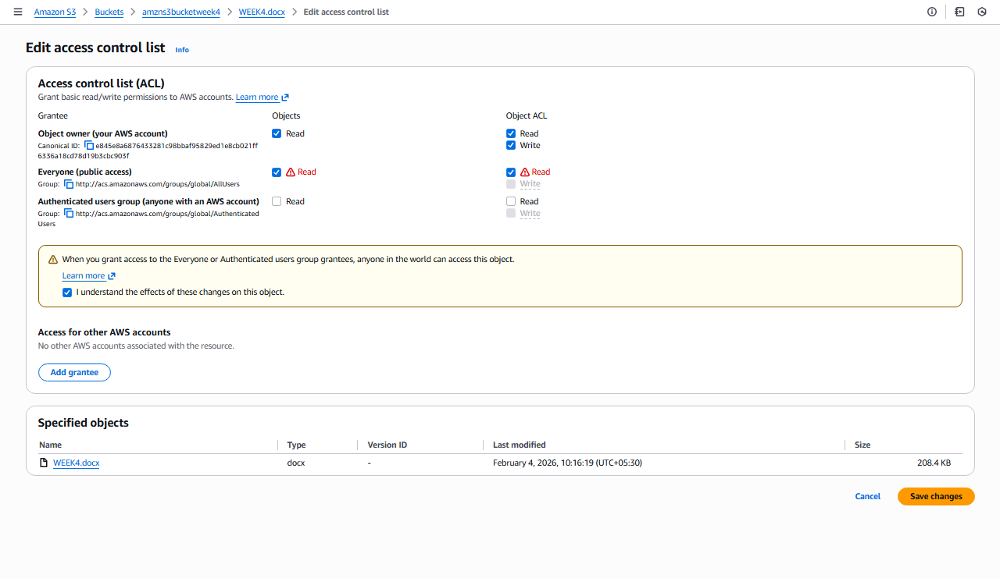 Amazon S3 > Buckets > amzns3bucketweek4 > WEEK4.docx > Edit access control list
Edit access control list Info
Access control list (ACL)
Grant basic read/write permissions to AWS accounts. Learn more
Grantee Objects Object ACL
Object owner (your AWS account) Read Read
Canonical ID: e845e8a6876433281c98bbaf95829ed1e8cb021ff Write
6336a18cd78d19b3cbc903f
Everyone (public access) Read Read
Group: http://acs.amazonaws.com/groups/global/AllUsers Write
Authenticated users group (anyone with an AWS account) Read Read
Group: http://acs.amazonaws.com/groups/global/Authenticated Write
Users
When you grant access to the Everyone or Authenticated users group grantees, anyone in the world can access this object.
Learn more
I understand the effects of these changes on this object.
Access for other AWS accounts
No other AWS accounts associated with the resource.
Add grantee
Specified objects
Name Type Version ID Last modified Size
WEEK4.docx docx - February 4, 2026, 10:16:19 (UTC+05:30) 208.4 KB
Cancel Save changes